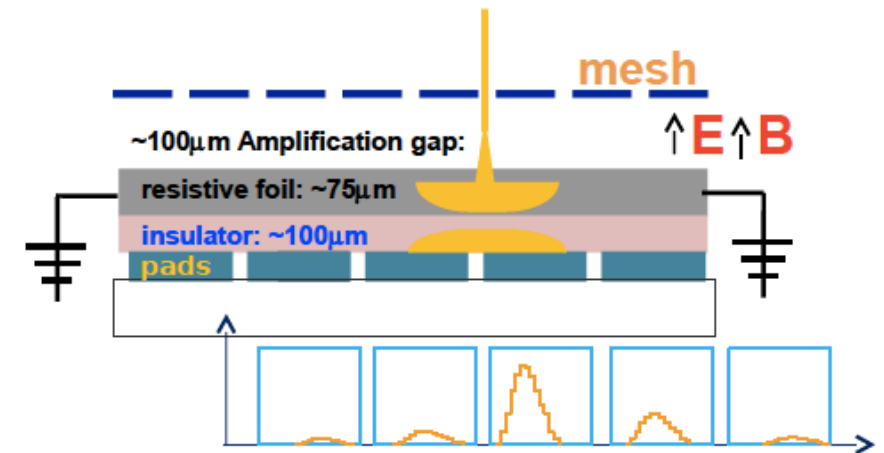 mesh
~100μm Amplification gap:
E B
resistive foil: ~75μm
insulator: ~100μm
pads